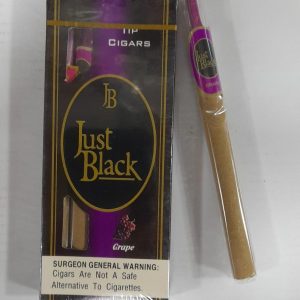 TIP
CIGARS
JB
Just
Black
Grape
SURGEON GENERAL WARNING:
Cigars Are Not A Safe
Alternative To Cigarettes.
Just
Black